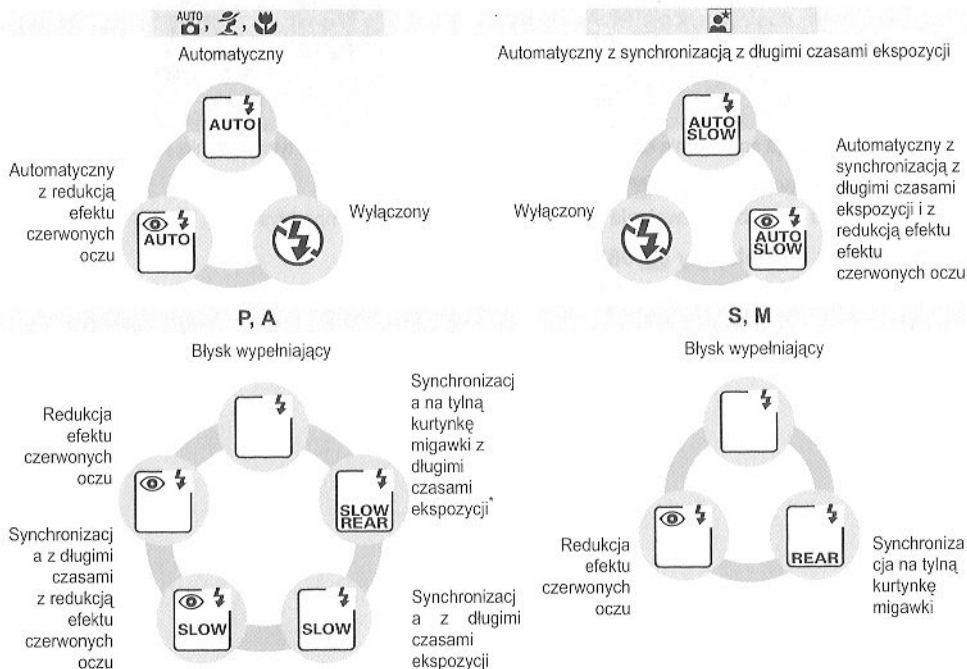 AUTO, ,
Automatyczny
AUTO
Automatyczny
z redukcją
efektu
czerwonych
oczu
AUTO
Wyłączony
Automatyczny z synchronizacją z długimi czasami ekspozycji
AUTO
SLOW
Wyłączony
AUTO
SLOW
Automatyczny z
synchronizacją z
długimi czasami
ekspozycji i z
redukcją efektu
efektu
czerwonych oczu
P, A
Błysk wypełniający
Redukcja
efektu
czerwonych
oczu
Synchronizacj
a na tylną
kurtynkę
migawki z
długimi
czasami
ekspozycji*
SLOW
REAR
Synchronizacj
a z długimi
czasami
z redukcją
efektu
czerwonych
oczu
SLOW
SLOW
Synchronizacj
a z długimi
czasami
ekspozycji
S, M
Błysk wypełniający
Redukcja
efektu
czerwonych
oczu
REAR
Synchroniza
cja na tylną
kurtynkę
migawki